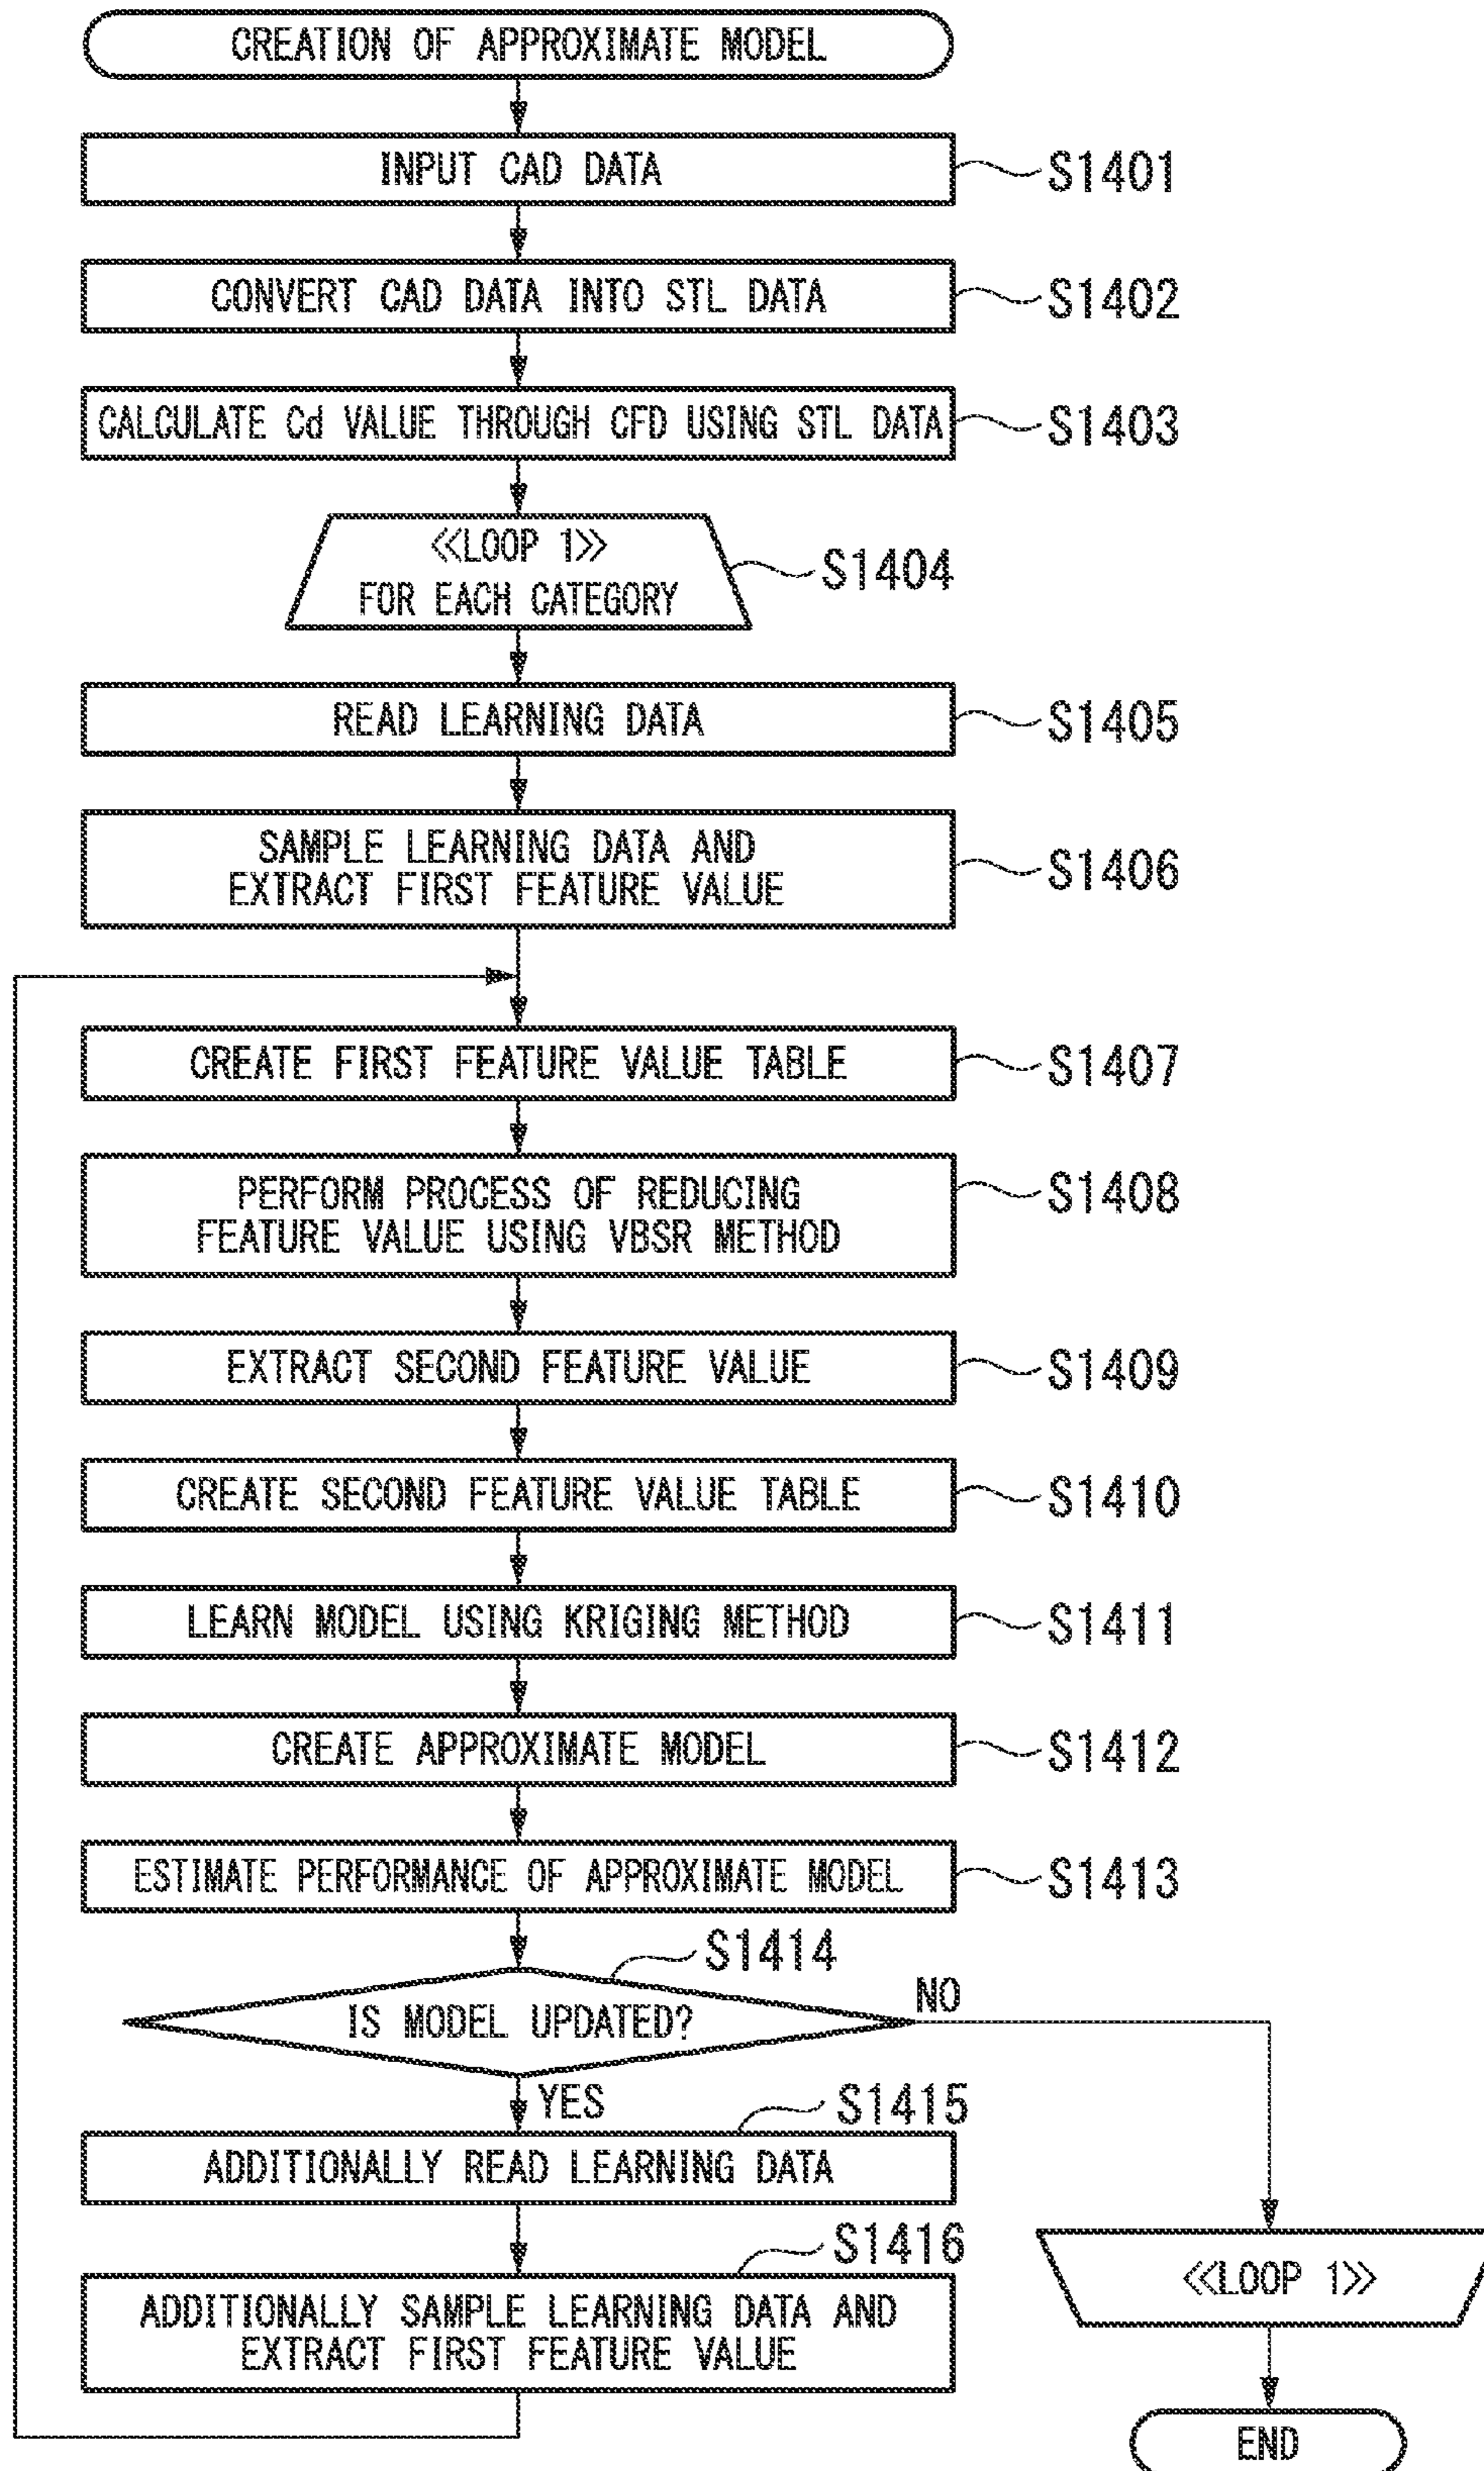 CREATION OF APPROXIMATE MODEL
INPUT CAD DATA
S1401
CONVERT CAD DATA INTO STL DATA
S1402
CALCULATE Cd VALUE THROUGH CFD USING STL DATA
S1403
≪LOOP 1≫
FOR EACH CATEGORY
S1404
READ LEARNING DATA
S1405
SAMPLE LEARNING DATA AND
EXTRACT FIRST FEATURE VALUE
S1406
CREATE FIRST FEATURE VALUE TABLE
S1407
PERFORM PROCESS OF REDUCING
FEATURE VALUE USING VBSR METHOD
S1408
EXTRACT SECOND FEATURE VALUE
S1409
CREATE SECOND FEATURE VALUE TABLE
S1410
LEARN MODEL USING KRIGING METHOD
S1411
CREATE APPROXIMATE MODEL
S1412
ESTIMATE PERFORMANCE OF APPROXIMATE MODEL
S1413
S1414
IS MODEL UPDATED?
NO
YES
S1415
ADDITIONALLY READ LEARNING DATA
S1416
ADDITIONALLY SAMPLE LEARNING DATA AND
EXTRACT FIRST FEATURE VALUE
≪LOOP 1≫
END